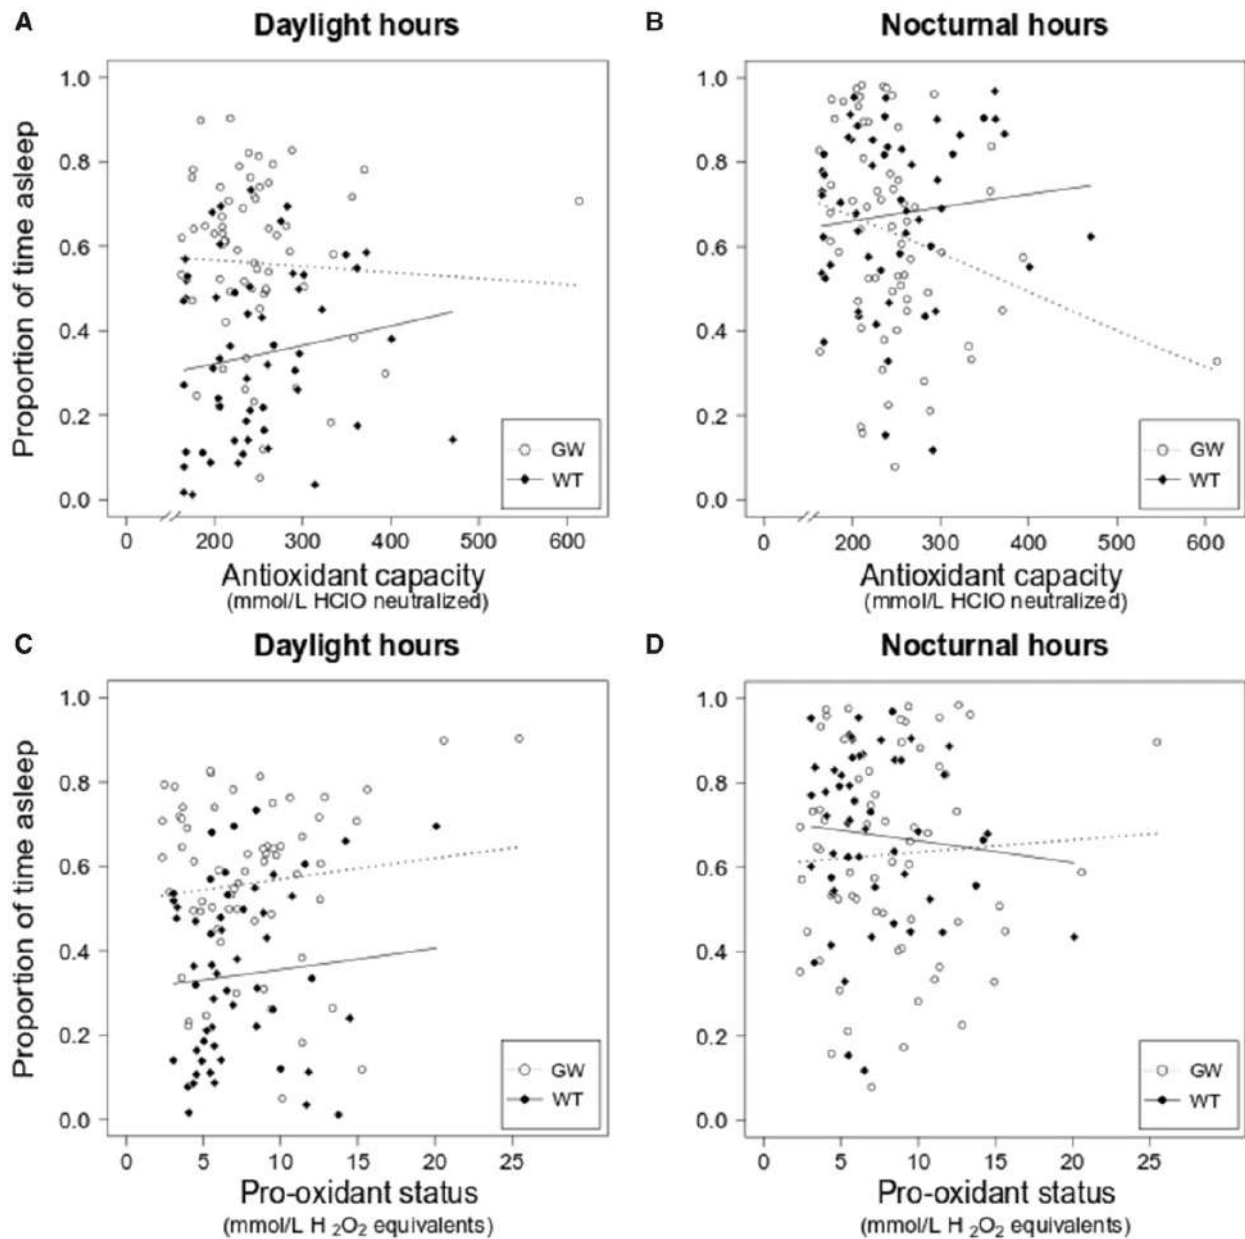 A
Daylight hours
Proportion of time asleep
1.0
0.8
0.6
0.4
0.2
0.0
GW
WT
0 200 300 400 500 600
Antioxidant capacity
(mmol/L HClO neutralized)
B
Nocturnal hours
1.0
0.8
0.6
0.4
0.2
0.0
GW
WT
0 200 300 400 500 600
Antioxidant capacity
(mmol/L HClO neutralized)
C
Daylight hours
Proportion of time asleep
1.0
0.8
0.6
0.4
0.2
0.0
GW
WT
0 5 10 15 20 25
Pro-oxidant status
(mmol/L H 2O2 equivalents)
D
Nocturnal hours
1.0
0.8
0.6
0.4
0.2
0.0
GW
WT
0 5 10 15 20 25
Pro-oxidant status
(mmol/L H 2O2 equivalents)